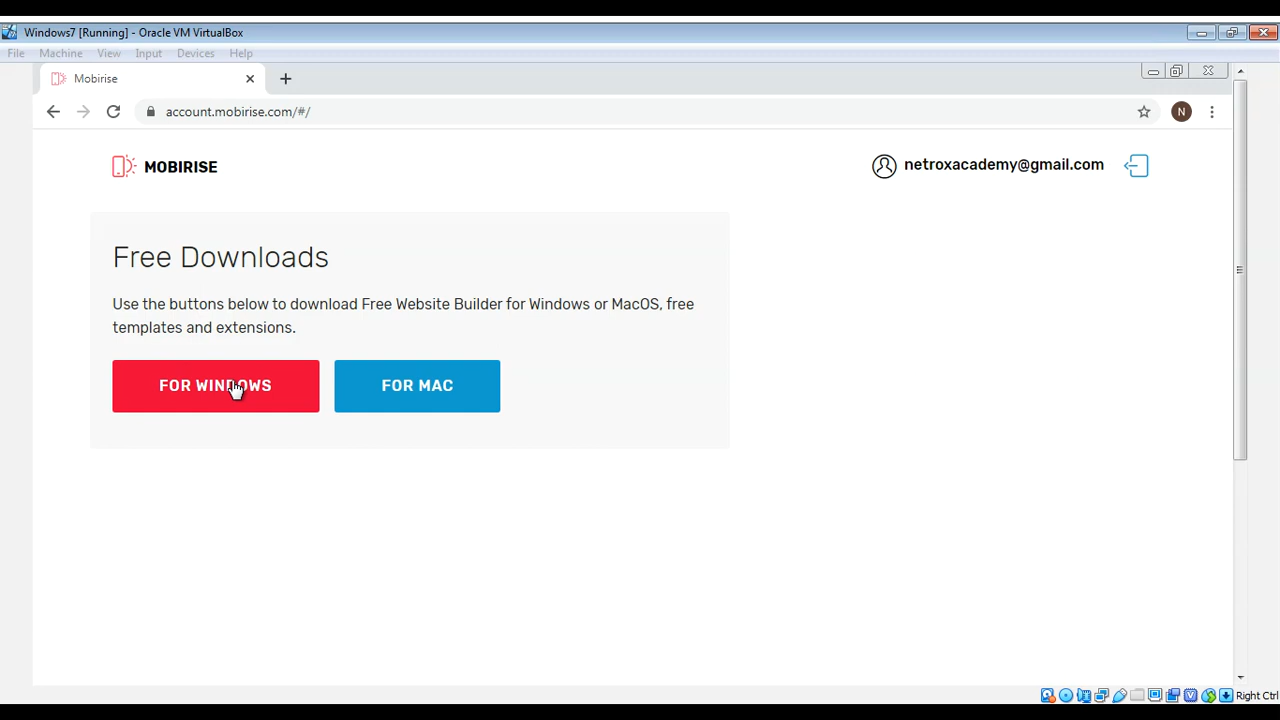 Windows7 [Running] - Oracle VM VirtualBox
File Machine View Input Devices Help
Mobirise
account.mobirise.com/#/
N
MOBIRISE
netroxacademy@gmail.com
Free Downloads
Use the buttons below to download Free Website Builder for Windows or MacOS, free
templates and extensions.
FOR WINDOWS
FOR MAC
Right Ctrl